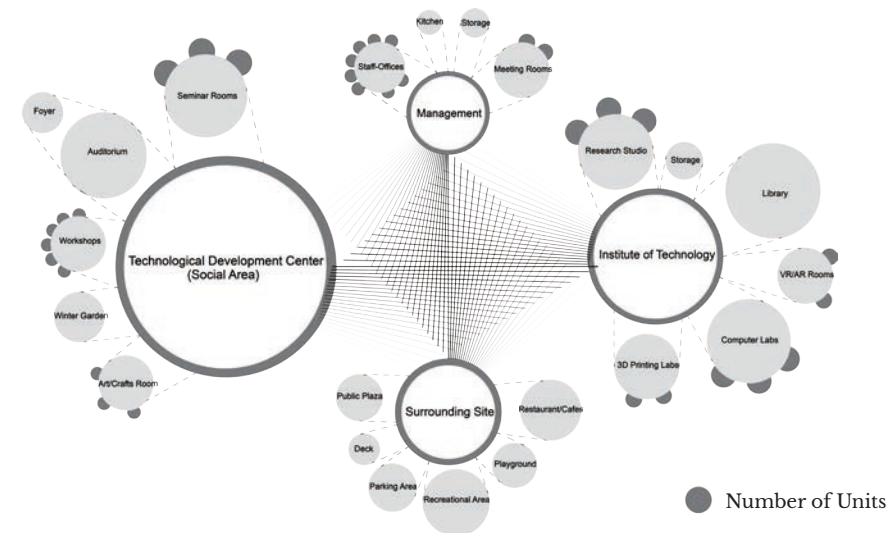 Kitchen
Storage
Staff-Offices
Meeting Rooms
Management
Seminar Rooms
Foyer
Auditorium
Workshops
Technological Development Center
(Social Area)
Winter Garden
Art/Crafts Room
Research Studio
Storage
Library
Institute of Technology
VR/AR Rooms
Computer Labs
3D Printing Labs
Public Plaza
Surrounding Site
Restaurant/Cafes
Deck
Playground
Parking Area
Recreational Area
Number of Units